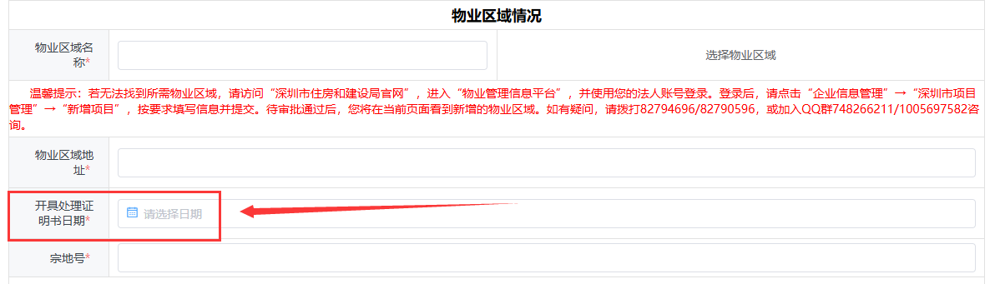 物业区域情况
物业区域名
称*
选择物业区域
温馨提示：若无法找到所需物业区域，请访问“深圳市住房和建设局官网”，进入“物业管理信息平台”，并使用您的法人账号登录。登录后，请点击“企业信息管理”→“深圳市项目
管理”→“新增项目”，按要求填写信息并提交。待审批通过后，您将在当前页面看到新增的物业区域。如有疑问，请拨打82794696/82790596，或加入QQ群748266211/1005697582咨
询。
物业区域地
址*
开具处理证
明书日期*
请选择日期
宗地号*